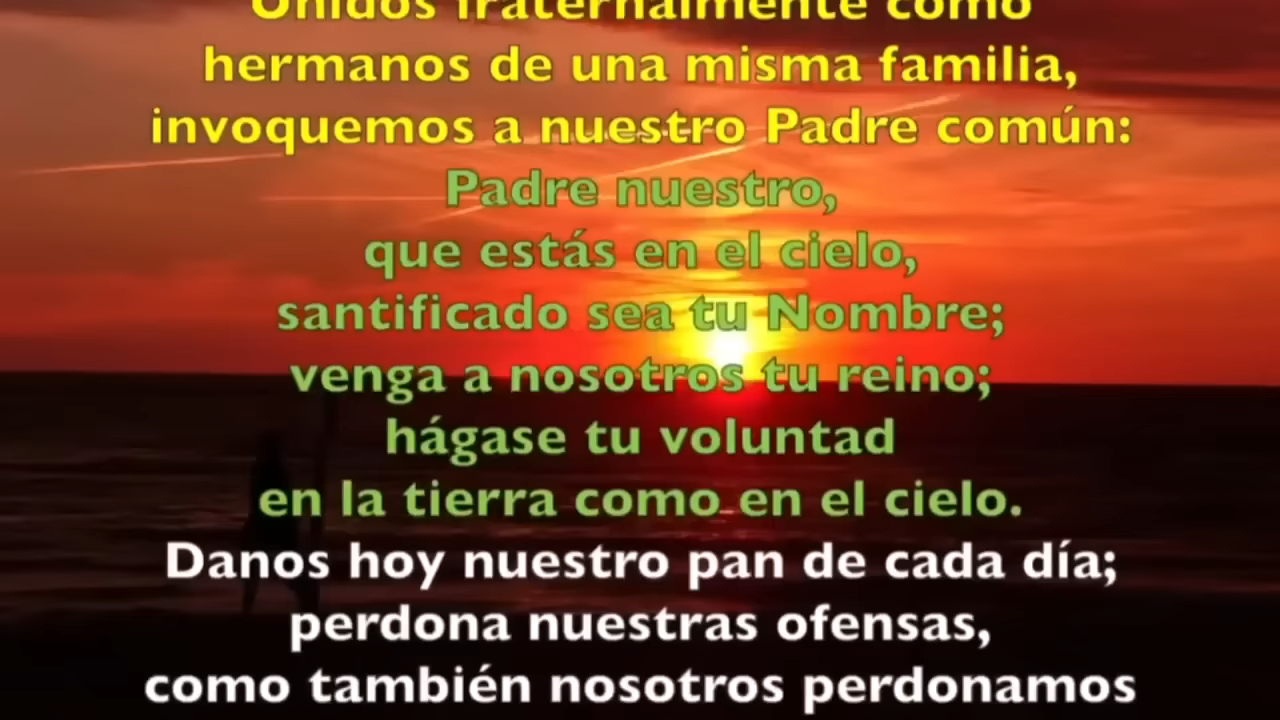 Unidos fraternalmente como
hermanos de una misma familia,
invoquemos a nuestro Padre común:
Padre nuestro,
que estás en el cielo,
santificado sea tu Nombre;
venga a nosotros tu reino;
hágase tu voluntad
en la tierra como en el cielo.
Danos hoy nuestro pan de cada día;
perdona nuestras ofensas,
como también nosotros perdonamos